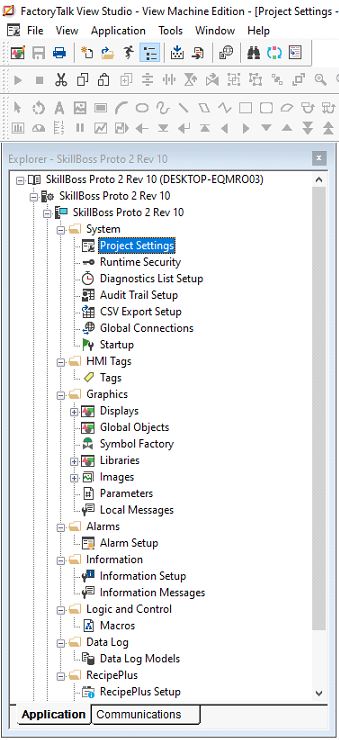 FactoryTalk View Studio - View Machine Edition - [Project Settings -
File View Application Tools Window Help
Explorer - SkillBoss Proto 2 Rev 10
SkillBoss Proto 2 Rev 10 (DESKTOP-EQMRO03)
SkillBoss Proto 2 Rev 10
SkillBoss Proto 2 Rev 10
System
Project Settings
Runtime Security
Diagnostics List Setup
Audit Trail Setup
CSV Export Setup
Global Connections
Startup
HMI Tags
Tags
Graphics
Displays
Global Objects
Symbol Factory
Libraries
Images
Parameters
Local Messages
Alarms
Alarm Setup
Information
Information Setup
Information Messages
Logic and Control
Macros
Data Log
Data Log Models
RecipePlus
RecipePlus Setup
Application Communications